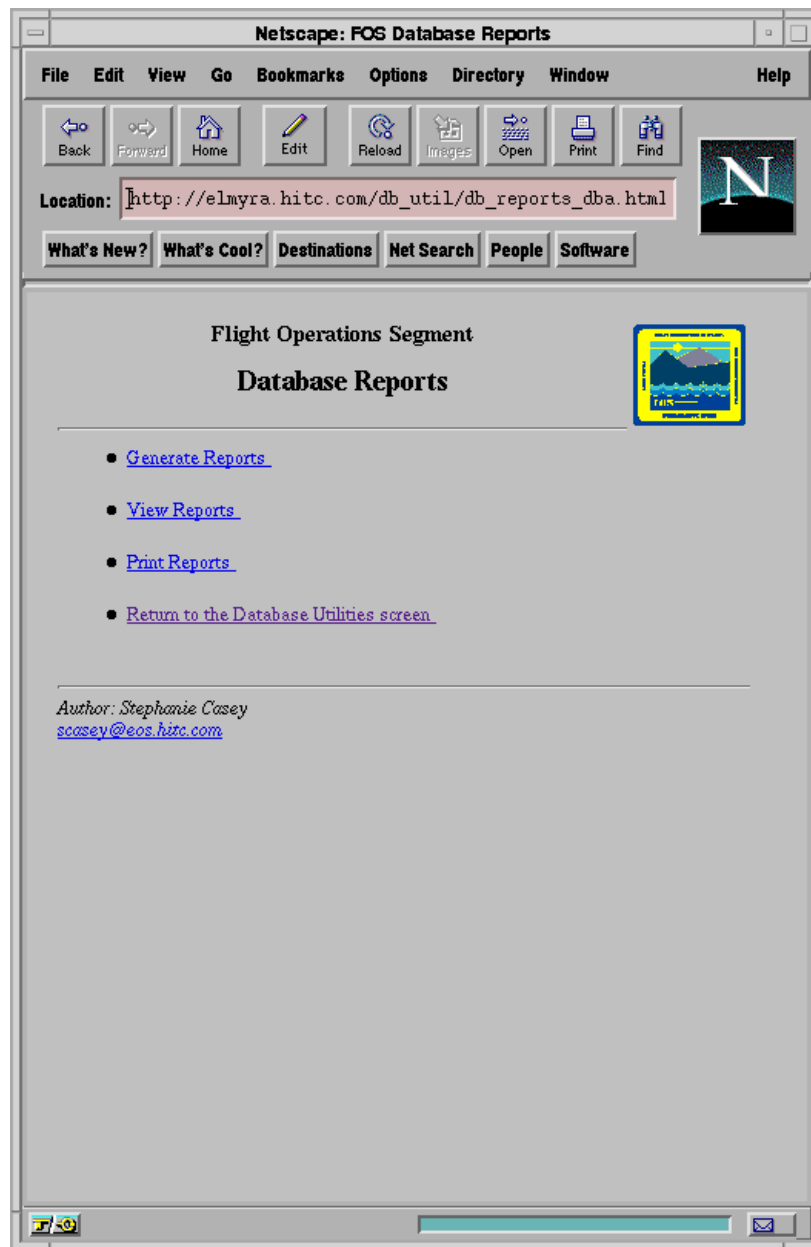 Netscape: FOS Database Reports
File Edit View Go Bookmarks Options Directory Window Help
Back Forward Home Edit Reload Images Open Print Find
N
Location: http://elmyra.hitc.com/db_util/db_reports_dba.html
What's New? What's Cool? Destinations Net Search People Software
Flight Operations Segment
Database Reports
Generate Reports
View Reports
Print Reports
Return to the Database Utilities screen
Author: Stephanie Casey
scasey@eos.hitc.com